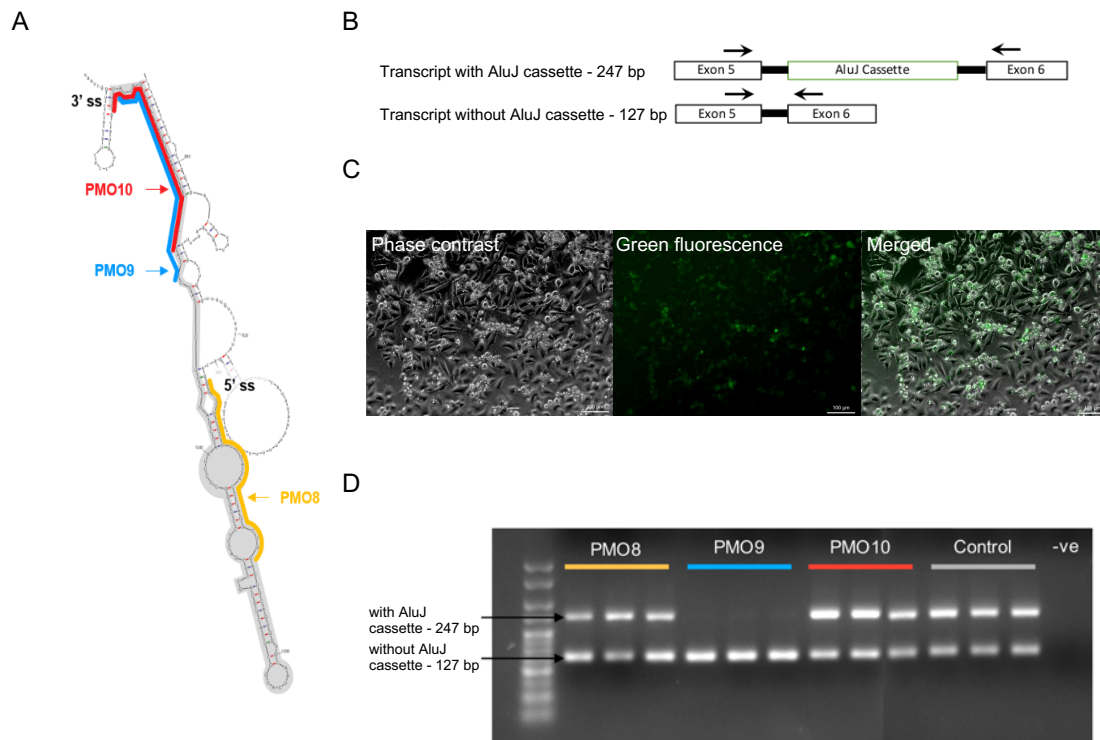 A
3' ss
PMO10
PMO9
5' ss
PMO8
B
Transcript with AluJ cassette - 247 bp
Exon 5
AluJ Cassette
Exon 6
Transcript without AluJ cassette - 127 bp
Exon 5
Exon 6
C
Phase contrast
Green fluorescence
Merged
100 µm
D
PMO8
PMO9
PMO10
Control
-ve
with AluJ
cassette - 247 bp
without AluJ
cassette - 127 bp